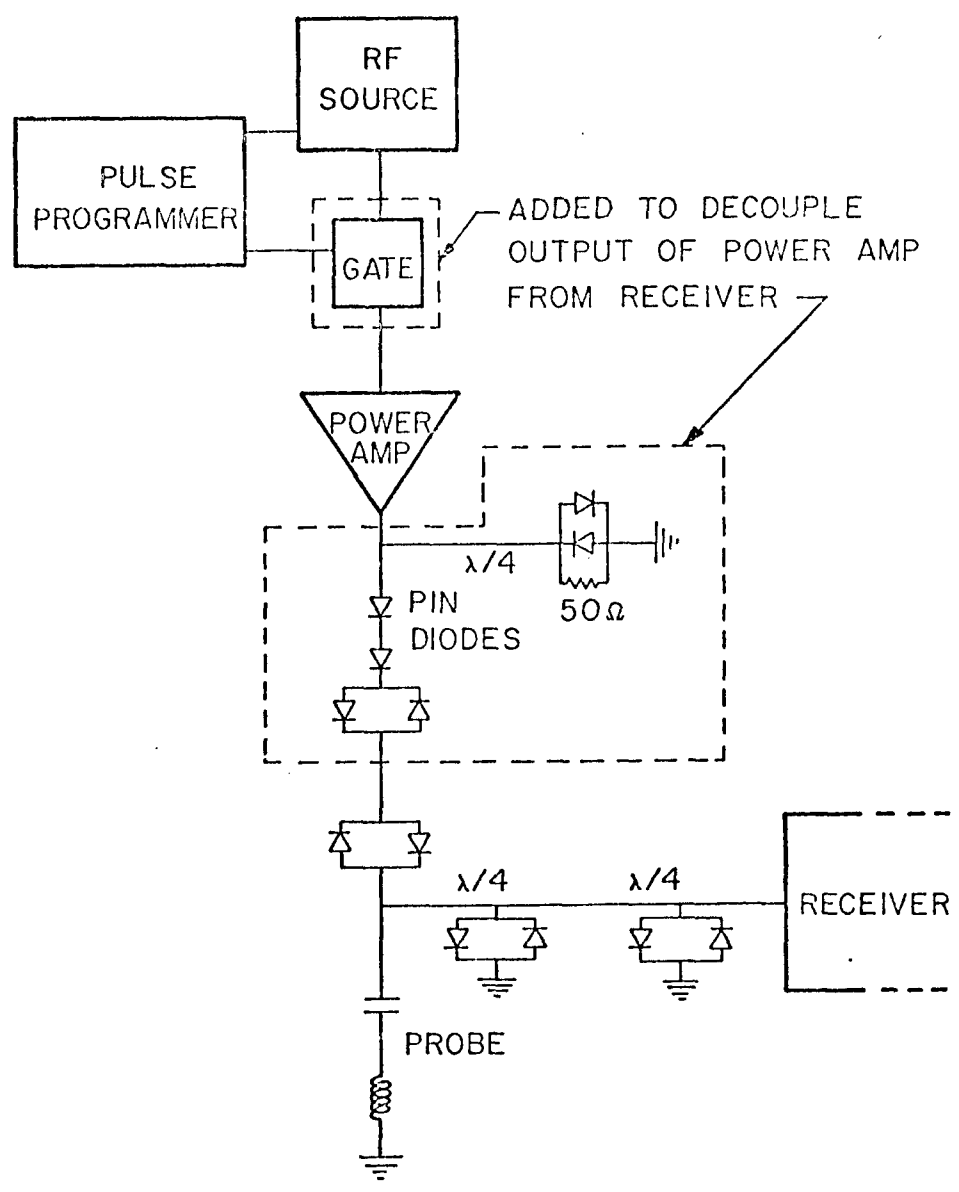 RF
SOURCE
PULSE
PROGRAMMER
GATE
ADDED TO DECOUPLE
OUTPUT OF POWER AMP
FROM RECEIVER
POWER
AMP
λ/4
50Ω
PIN
DIODES
λ/4
λ/4
RECEIVER
PROBE